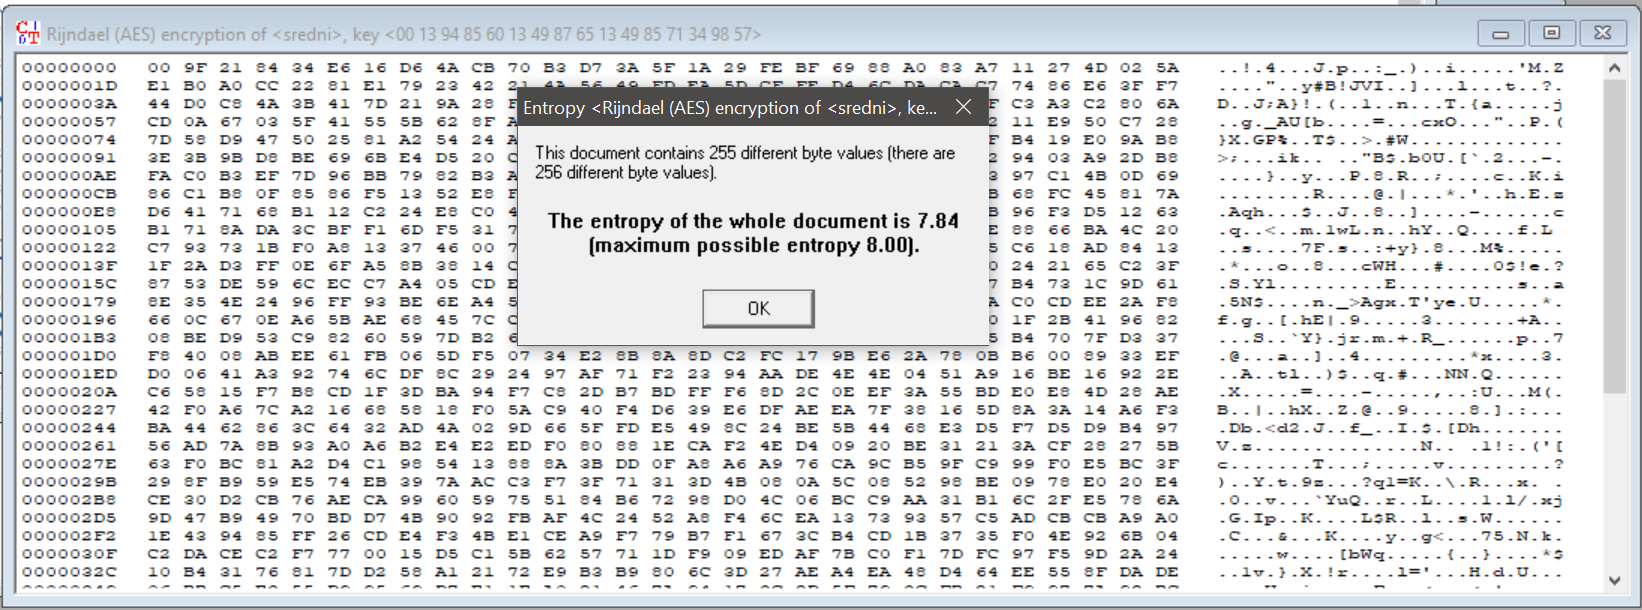 Rijndael (AES) encryption of <sredni>, key <00 13 94 85 60 13 49 87 65 13 49 85 71 34 98 57>
00000000 00 9F 21 84 34 E6 16 D6 4A CB 70 B3 D7 3A 5F 1A 29 FE BF 69 88 A0 83 A7 11 27 4D 02 5A ..!.4...J.p..:_.)..i.....'M.Z
0000001D E1 B0 A0 CC 22 81 E1 79 23 42 74 86 E6 3F F7
0000003A 44 D0 C8 4A 3B 41 7D 21 9A 28 C3 A3 C2 80 6A
00000057 CD 0A 67 03 5F 41 55 5B 62 8F 11 E9 50 C7 28
00000074 7D 58 D9 47 50 25 81 A2 54 24 B4 19 E0 9A B8
00000091 3E 3B 9B D8 BE 69 6B E4 D5 20 94 03 A9 2D B8
000000AE FA C0 B3 EF 7D 96 BB 79 82 B3 97 C1 4B 0D 69
000000CB 86 C1 B8 0F 85 86 F5 13 52 E8 68 FC 45 81 7A
000000E8 D6 41 71 68 B1 12 C2 24 E8 C0 96 F3 D5 12 63
00000105 B1 71 8A DA 3C BF F1 6D F5 31 88 66 BA 4C 20
00000122 C7 93 73 1B F0 A8 13 37 46 00 C6 18 AD 84 13
0000013F 1F 2A D3 FF 0E 6F A5 8B 38 14 24 21 65 C2 3F
0000015C 87 53 DE 59 6C EC C7 A4 05 CD B4 73 1C 9D 61
00000179 8E 35 4E 24 96 FF 93 BE 6E A4 C0 CD EE 2A F8
00000196 66 0C 67 0E A6 5B AE 68 45 7C 1F 2B 41 96 82
000001B3 08 BE D9 53 C9 82 60 59 7D B2 B4 70 7F D3 37
000001D0 F8 40 08 AB EE 61 FB 06 5D F5 07 34 E2 8B 8A 8D C2 FC 17 9B E6 2A 78 0B B6 00 89 33 EF .@...a..]..4.........*x....3.
000001ED D0 06 41 A3 92 74 6C DF 8C 29 24 97 AF 71 F2 23 94 AA DE 4E 4E 04 51 A9 16 BE 16 92 2E ..A..tl..)$..q.#...NN.Q......
0000020A C6 58 15 F7 B8 CD 1F 3D BA 94 F7 C8 2D B7 BD FF F6 8D 2C 0E EF 3A 55 BD E0 E8 4D 28 AE .X.....=....-.....,..:U...M(.
00000227 42 F0 A6 7C A2 16 68 58 18 F0 5A C9 40 F4 D6 39 E6 DF AE EA 7F 38 16 5D 8A 3A 14 A6 F3 B..|..hX..Z.@..9.....8.].:...
00000244 BA 44 62 86 3C 64 32 AD 4A 02 9D 66 5F FD E5 49 8C 24 BE 5B 44 68 E3 D5 F7 D5 D9 B4 97 .Db.<d2.J..f_..I.$.[Dh.......
00000261 56 AD 7A 8B 93 A0 A6 B2 E4 E2 ED F0 80 88 1E CA F2 4E D4 09 20 BE 31 21 3A CF 28 27 5B V.z..............N.. .1!:.('[
0000027E 63 F0 BC 81 A2 D4 C1 98 54 13 88 8A 3B DD 0F A8 A6 A9 76 CA 9C B5 9F C9 99 F0 E5 BC 3F c.......T...;.....v.........?
0000029B 29 8F B9 59 E5 74 EB 39 7A AC C3 F7 3F 71 31 3D 4B 08 0A 5C 08 52 98 BE 09 78 E0 20 E4 )..Y.t.9z...?q1=K..\.R...x. .
000002B8 CE 30 D2 CB 76 AE CA 99 60 59 75 51 84 B6 72 98 D0 4C 06 BC C9 AA 31 B1 6C 2F E5 78 6A .0..v...`YuQ..r..L....1.l/.xj
000002D5 9D 47 B9 49 70 BD D7 4B 90 92 FB AF 4C 24 52 A8 F4 6C EA 13 73 93 57 C5 AD CB CB A9 A0 .G.Ip..K....L$R..l..s.W......
000002F2 1E 43 94 85 FF 26 CD E4 F3 4B E1 CE A9 F7 79 B7 F1 67 3C B4 CD 1B 37 35 F0 4E 92 6B 04 .C...&...K....y..g<...75.N.k.
0000030F C2 DA CE C2 F7 77 00 15 D5 C1 5B 62 57 71 1D F9 09 ED AF 7B C0 F1 7D FC 97 F5 9D 2A 24 .....w....[bWq.....{..}....*$
0000032C 10 B4 31 76 81 7D D2 58 A1 21 72 E9 B3 B9 80 6C 3D 27 AE A4 EA 48 D4 64 EE 55 8F DA DE ..1v.}.X.!r....l='...H.d.U...
Entropy <Rijndael (AES) encryption of <sredni>, ke...
This document contains 255 different byte values (there are
256 different byte values).
The entropy of the whole document is 7.84
(maximum possible entropy 8.00).
OK